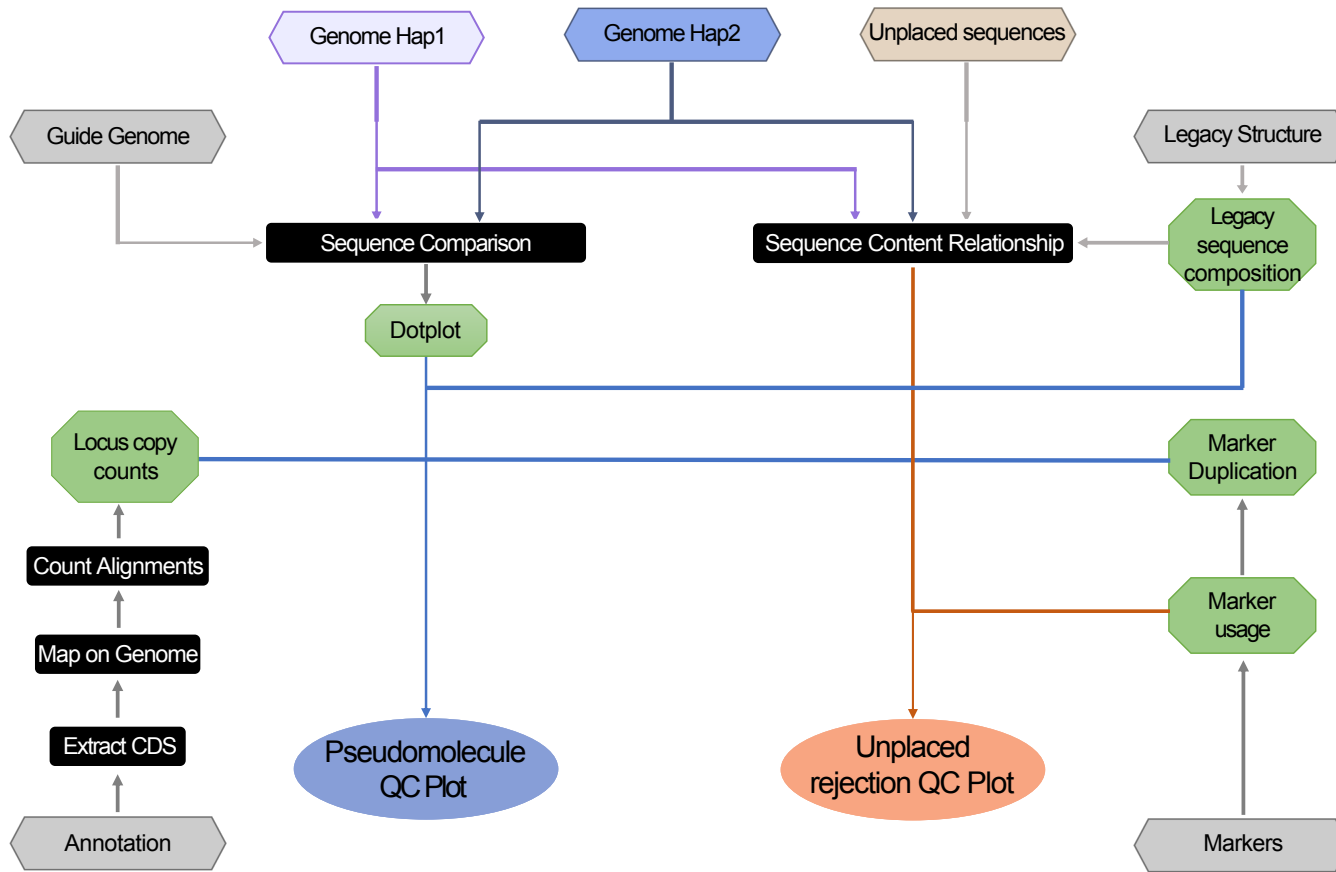 Genome Hap1
Genome Hap2
Unplaced sequences
Guide Genome
Legacy Structure
Sequence Comparison
Sequence Content Relationship
Legacy
sequence
composition
Dotplot
Locus copy
counts
Marker
Duplication
Count Alignments
Map on Genome
Marker
usage
Extract CDS
Pseudomolecule
QC Plot
Unplaced
rejection QC Plot
Annotation
Markers